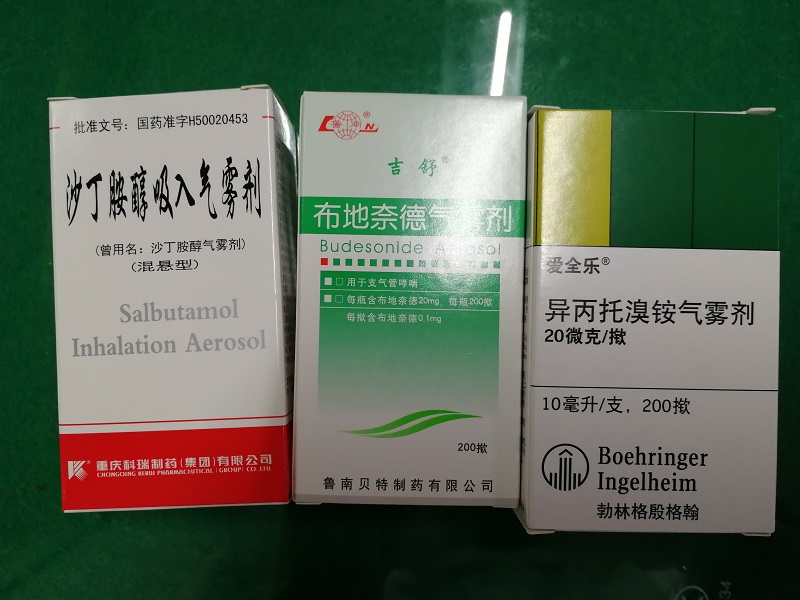 批准文号：国药准字H50020453
沙丁胺醇吸入气雾剂
（曾用名：沙丁胺醇气雾剂）
（混悬型）
Salbutamol
Inhalation Aerosol
重庆科瑞制药（集团）有限公司
CHONGQING KERUI PHARMACEUTICAL (GROUP) CO.,LTD.
L N ®
吉舒®
布地奈德气雾剂
Budesonide Aerosol
用于支气管哮喘
每瓶含布地奈德20mg，每瓶200揿
每揿含布地奈德0.1mg
200揿
鲁南贝特制药有限公司
爱全乐®
异丙托溴铵气雾剂
20微克/揿
10毫升/支，200揿
Boehringer
Ingelheim
勃林格殷格翰
34